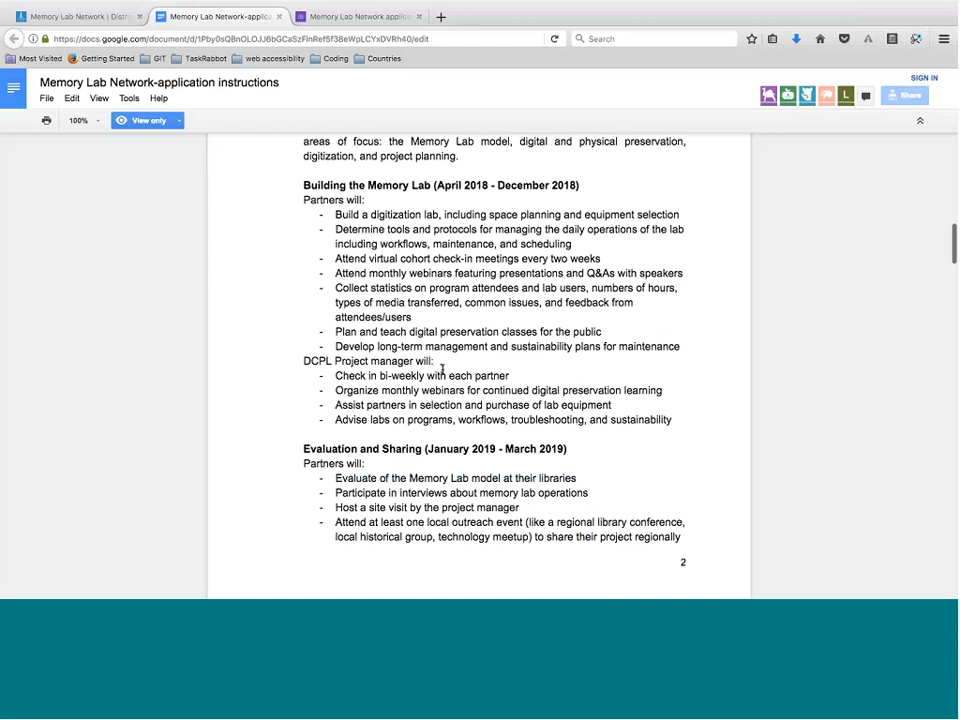 Memory Lab Network | Distri
Memory Lab Network-applic
Memory Lab Network applic
https://docs.google.com/document/d/1Pby0sQBnOLOJJ6bGCaSzFlnRef5f38eWpLCYxDVRh40/edit
Search
Most Visited
Getting Started
GIT
TaskRabbot
web accessibility
Coding
Countries
Memory Lab Network-application instructions
SIGN IN
File Edit View Tools Help
L
Share
100%
View only
areas of focus: the Memory Lab model, digital and physical preservation,
digitization, and project planning.
Building the Memory Lab (April 2018 - December 2018)
Partners will:
- Build a digitization lab, including space planning and equipment selection
- Determine tools and protocols for managing the daily operations of the lab
including workflows, maintenance, and scheduling
- Attend virtual cohort check-in meetings every two weeks
- Attend monthly webinars featuring presentations and Q&As with speakers
- Collect statistics on program attendees and lab users, numbers of hours,
types of media transferred, common issues, and feedback from
attendees/users
- Plan and teach digital preservation classes for the public
- Develop long-term management and sustainability plans for maintenance
DCPL Project manager will:
- Check in bi-weekly with each partner
- Organize monthly webinars for continued digital preservation learning
- Assist partners in selection and purchase of lab equipment
- Advise labs on programs, workflows, troubleshooting, and sustainability
Evaluation and Sharing (January 2019 - March 2019)
Partners will:
- Evaluate of the Memory Lab model at their libraries
- Participate in interviews about memory lab operations
- Host a site visit by the project manager
- Attend at least one local outreach event (like a regional library conference,
local historical group, technology meetup) to share their project regionally
2